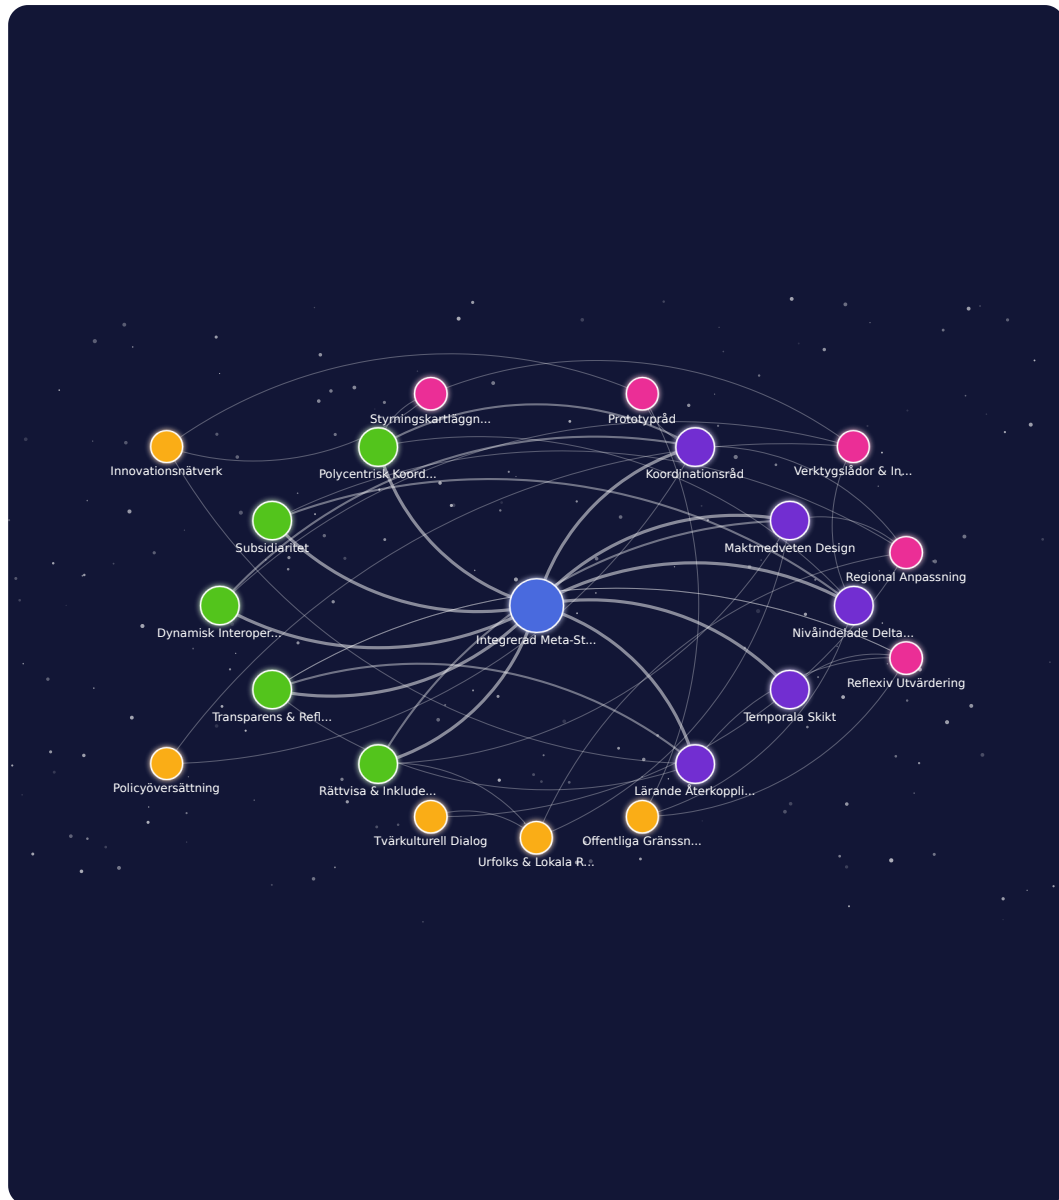 Styrningskartläggn...
Prototypråd
Innovationsnätverk
Polycentrisk Koord...
Koordinationsråd
Verktygslådor & In...
Subsidiaritet
Maktmedveten Design
Regional Anpassning
Dynamisk Interoper...
Integrerad Meta-St...
Nivåindelade Delta...
Reflexiv Utvärdering
Transparens & Refl...
Temporala Skikt
Policyöversättning
Rättvisa & Inklude...
Lärande Återkoppli...
Tvärkulturell Dialog
Offentliga Gränssn...
Urfolks & Lokala R...